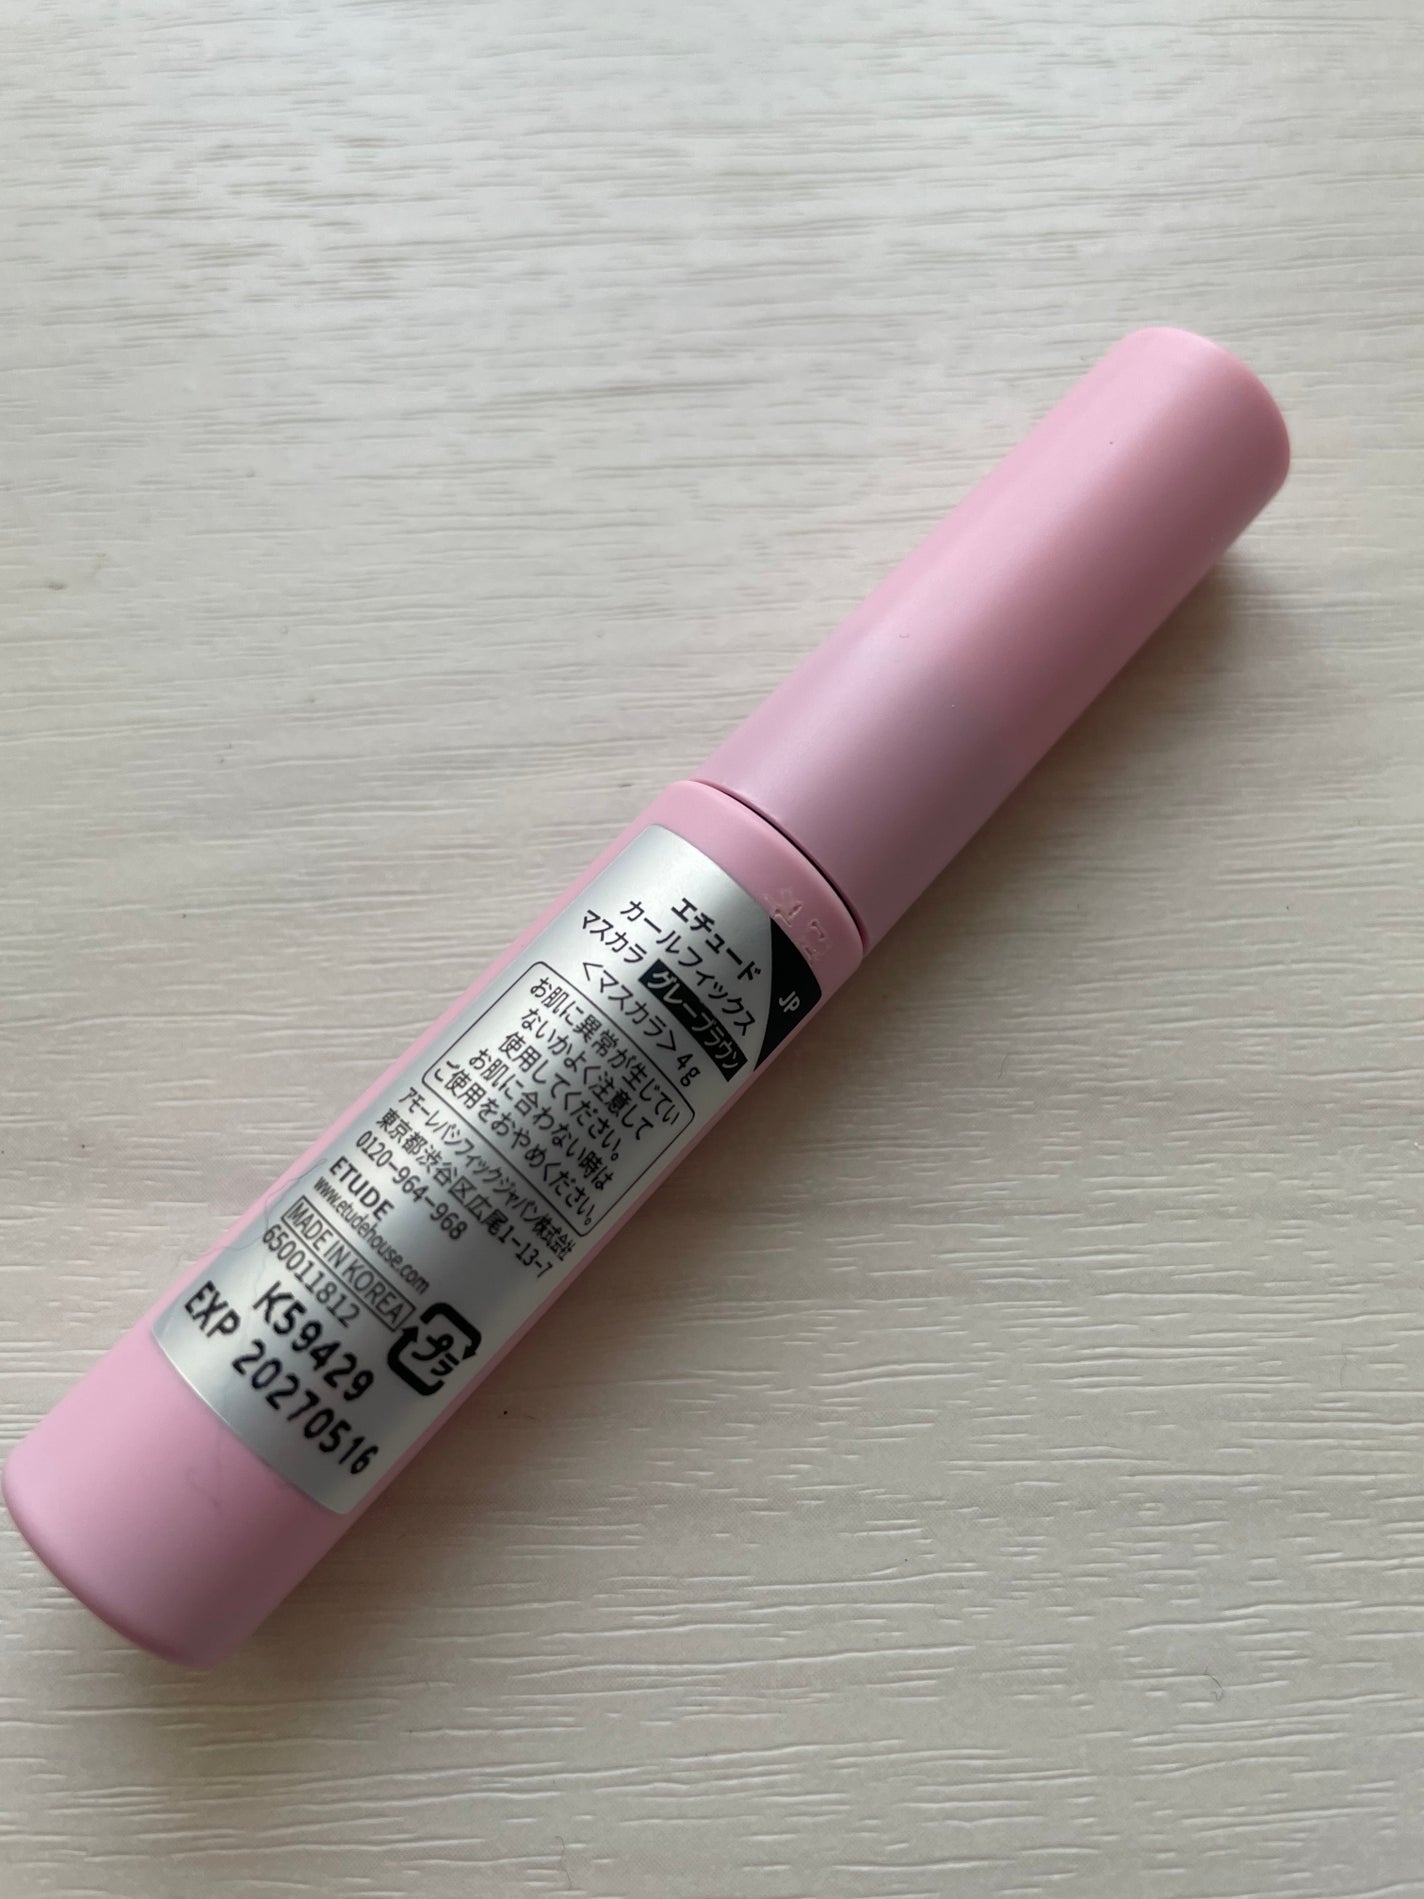 JP
エチュード
カールフィックス
マスカラ グレーブラウン
<マスカラ> 4g
お肌に異常が生じてい
ないかよく注意して
使用してください。
お肌に合わない時は
ご使用をおやめください。
アモーレパシフィックジャパン株式会社
東京都渋谷区広尾1-13-7
0120-964-968
ETUDE
www.etudehouse.com
MADE IN KOREA
650011812
プラ
K59429
EXP 20270516